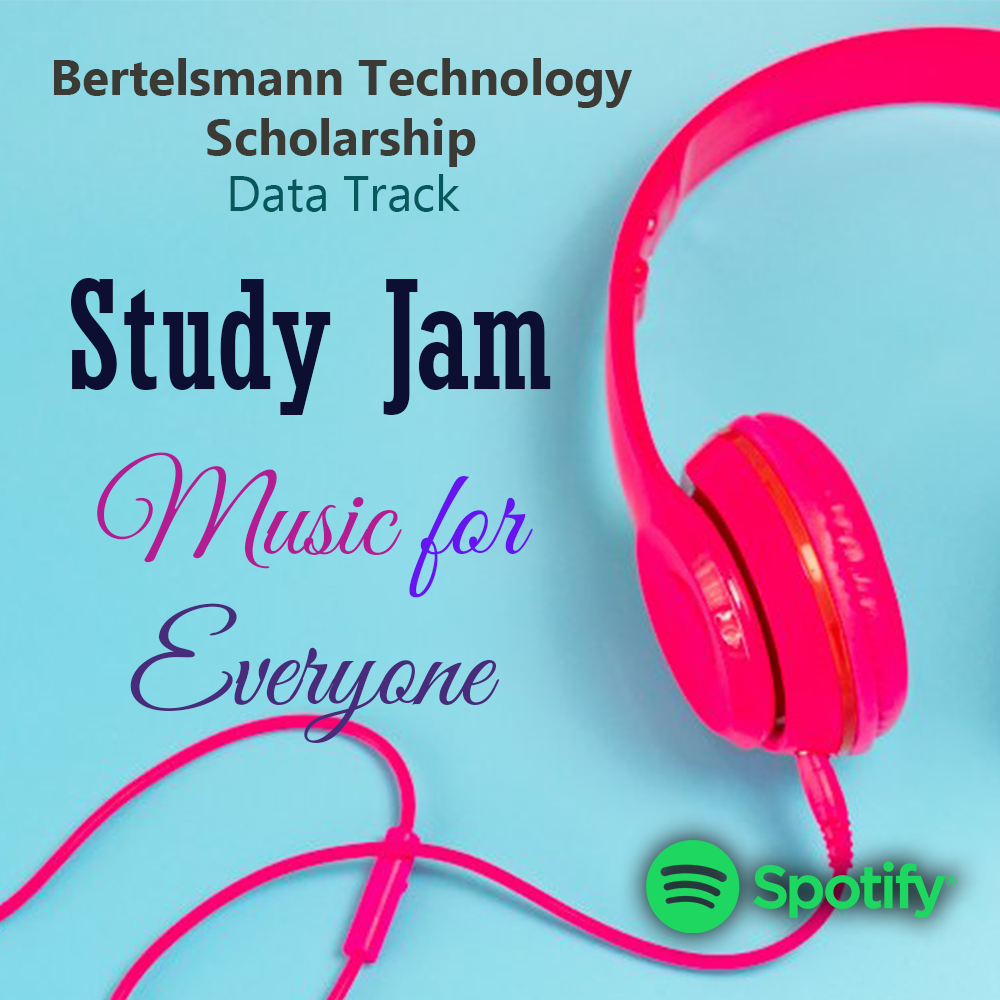 Bertelsmann Technology
Scholarship
Data Track
Study Jam
Music for
Everyone
Spotify